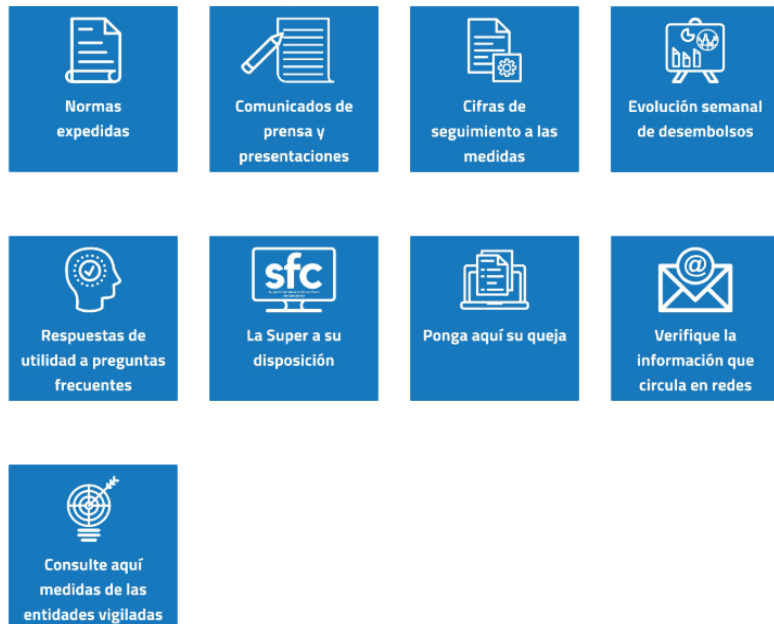 Normas
expedidas
Comunicados de
prensa y
presentaciones
Cifras de
seguimiento a las
medidas
Evolución semanal
de desembolsos
@
sfc
Respuestas de
utilidad a preguntas
frecuentes
La Super a su
disposición
Ponga aquí su queja
Verifique la
información que
circula en redes
Consulte aquí
medidas de las
entidades vigiladas